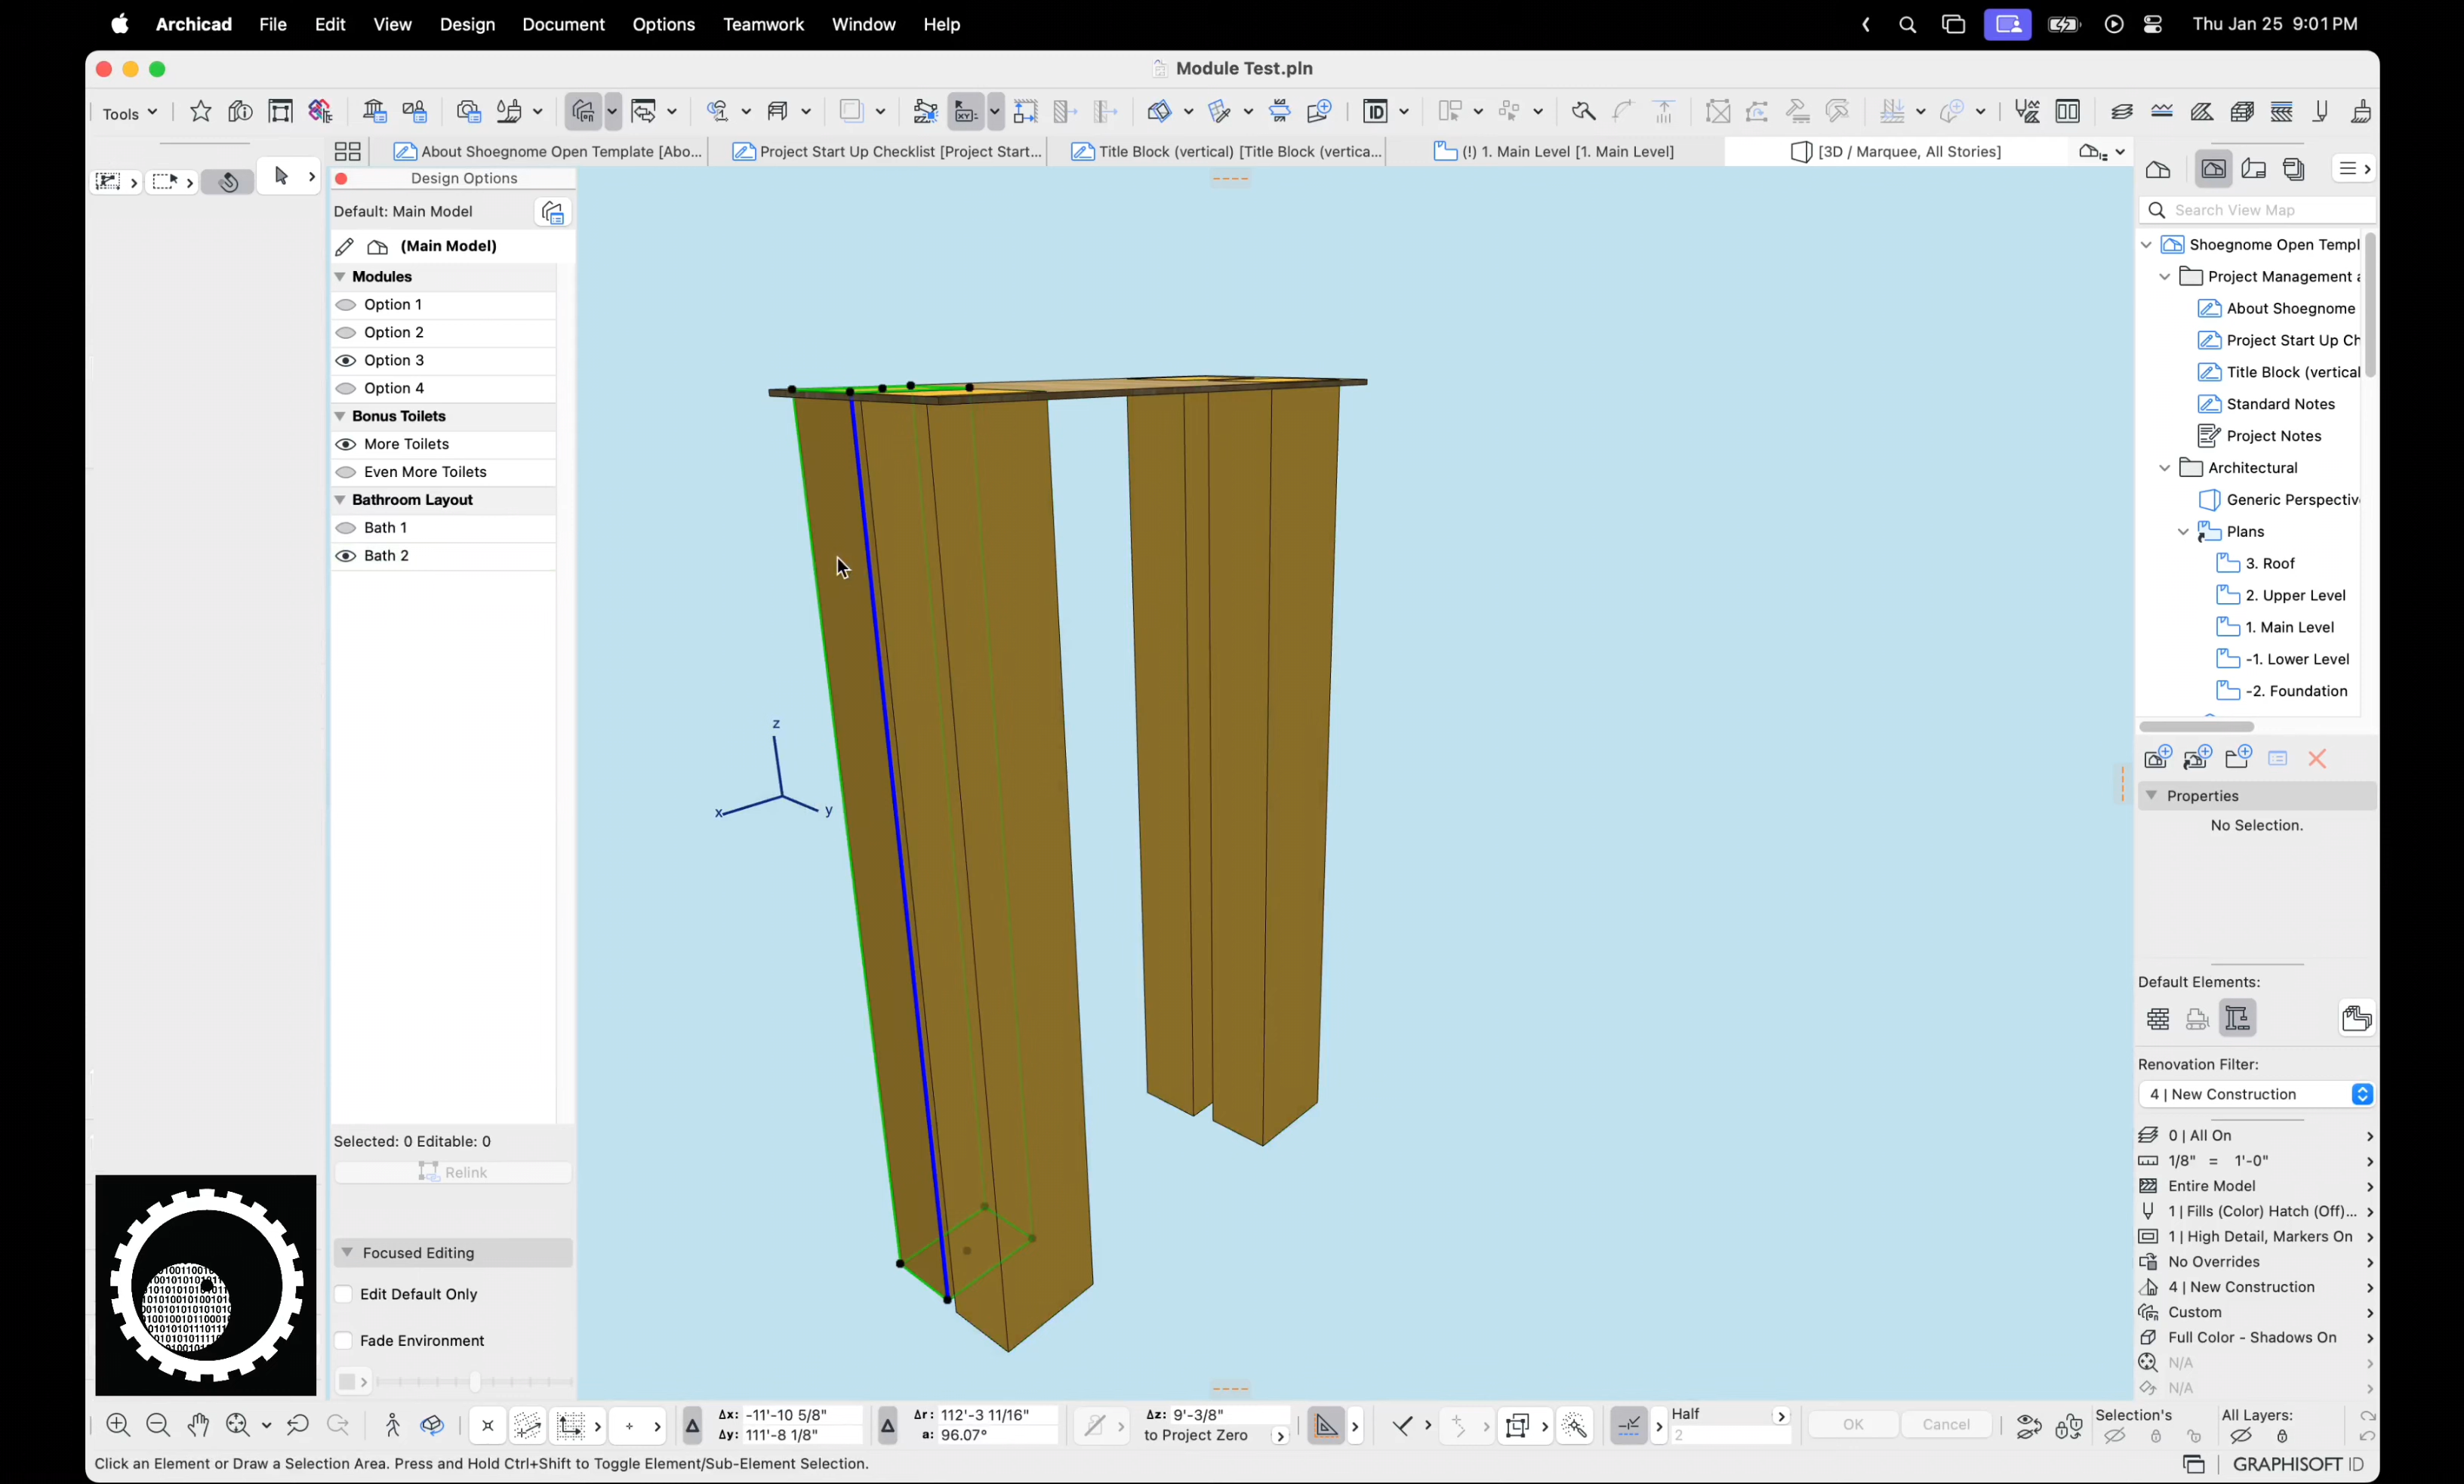 Archicad File Edit View Design Document Options Teamwork Window Help Thu Jan 25 9:01 PM
Module Test.pln
Tools
About Shoegnome Open Template [Abo... Project Start Up Checklist [Project Start... Title Block (vertical) [Title Block (vertica... (!) 1. Main Level [1. Main Level] [3D / Marquee, All Stories]
Design Options
Default: Main Model
(Main Model)
Modules
Option 1
Option 2
Option 3
Option 4
Bonus Toilets
More Toilets
Even More Toilets
Bathroom Layout
Bath 1
Bath 2
Selected: 0 Editable: 0
Relink
Focused Editing
Edit Default Only
Fade Environment
z
x
y
Search View Map
Shoegnome Open Templ
Project Management a
About Shoegnome
Project Start Up Ch
Title Block (vertical
Standard Notes
Project Notes
Architectural
Generic Perspectiv
Plans
3. Roof
2. Upper Level
1. Main Level
-1. Lower Level
-2. Foundation
Properties
No Selection.
Default Elements:
Renovation Filter:
4 | New Construction
0 | All On
1/8" = 1'-0"
Entire Model
1 | Fills (Color) Hatch (Off)...
1 | High Detail, Markers On
No Overrides
4 | New Construction
Custom
Full Color - Shadows On
N/A
N/A
Δx: -11'-10 5/8"
Δy: 111'-8 1/8"
Δr: 112'-3 11/16"
a: 96.07°
Δz: 9'-3/8"
to Project Zero
Half
2
OK
Cancel
Selection's
All Layers:
Click an Element or Draw a Selection Area. Press and Hold Ctrl+Shift to Toggle Element/Sub-Element Selection.
GRAPHISOFT ID